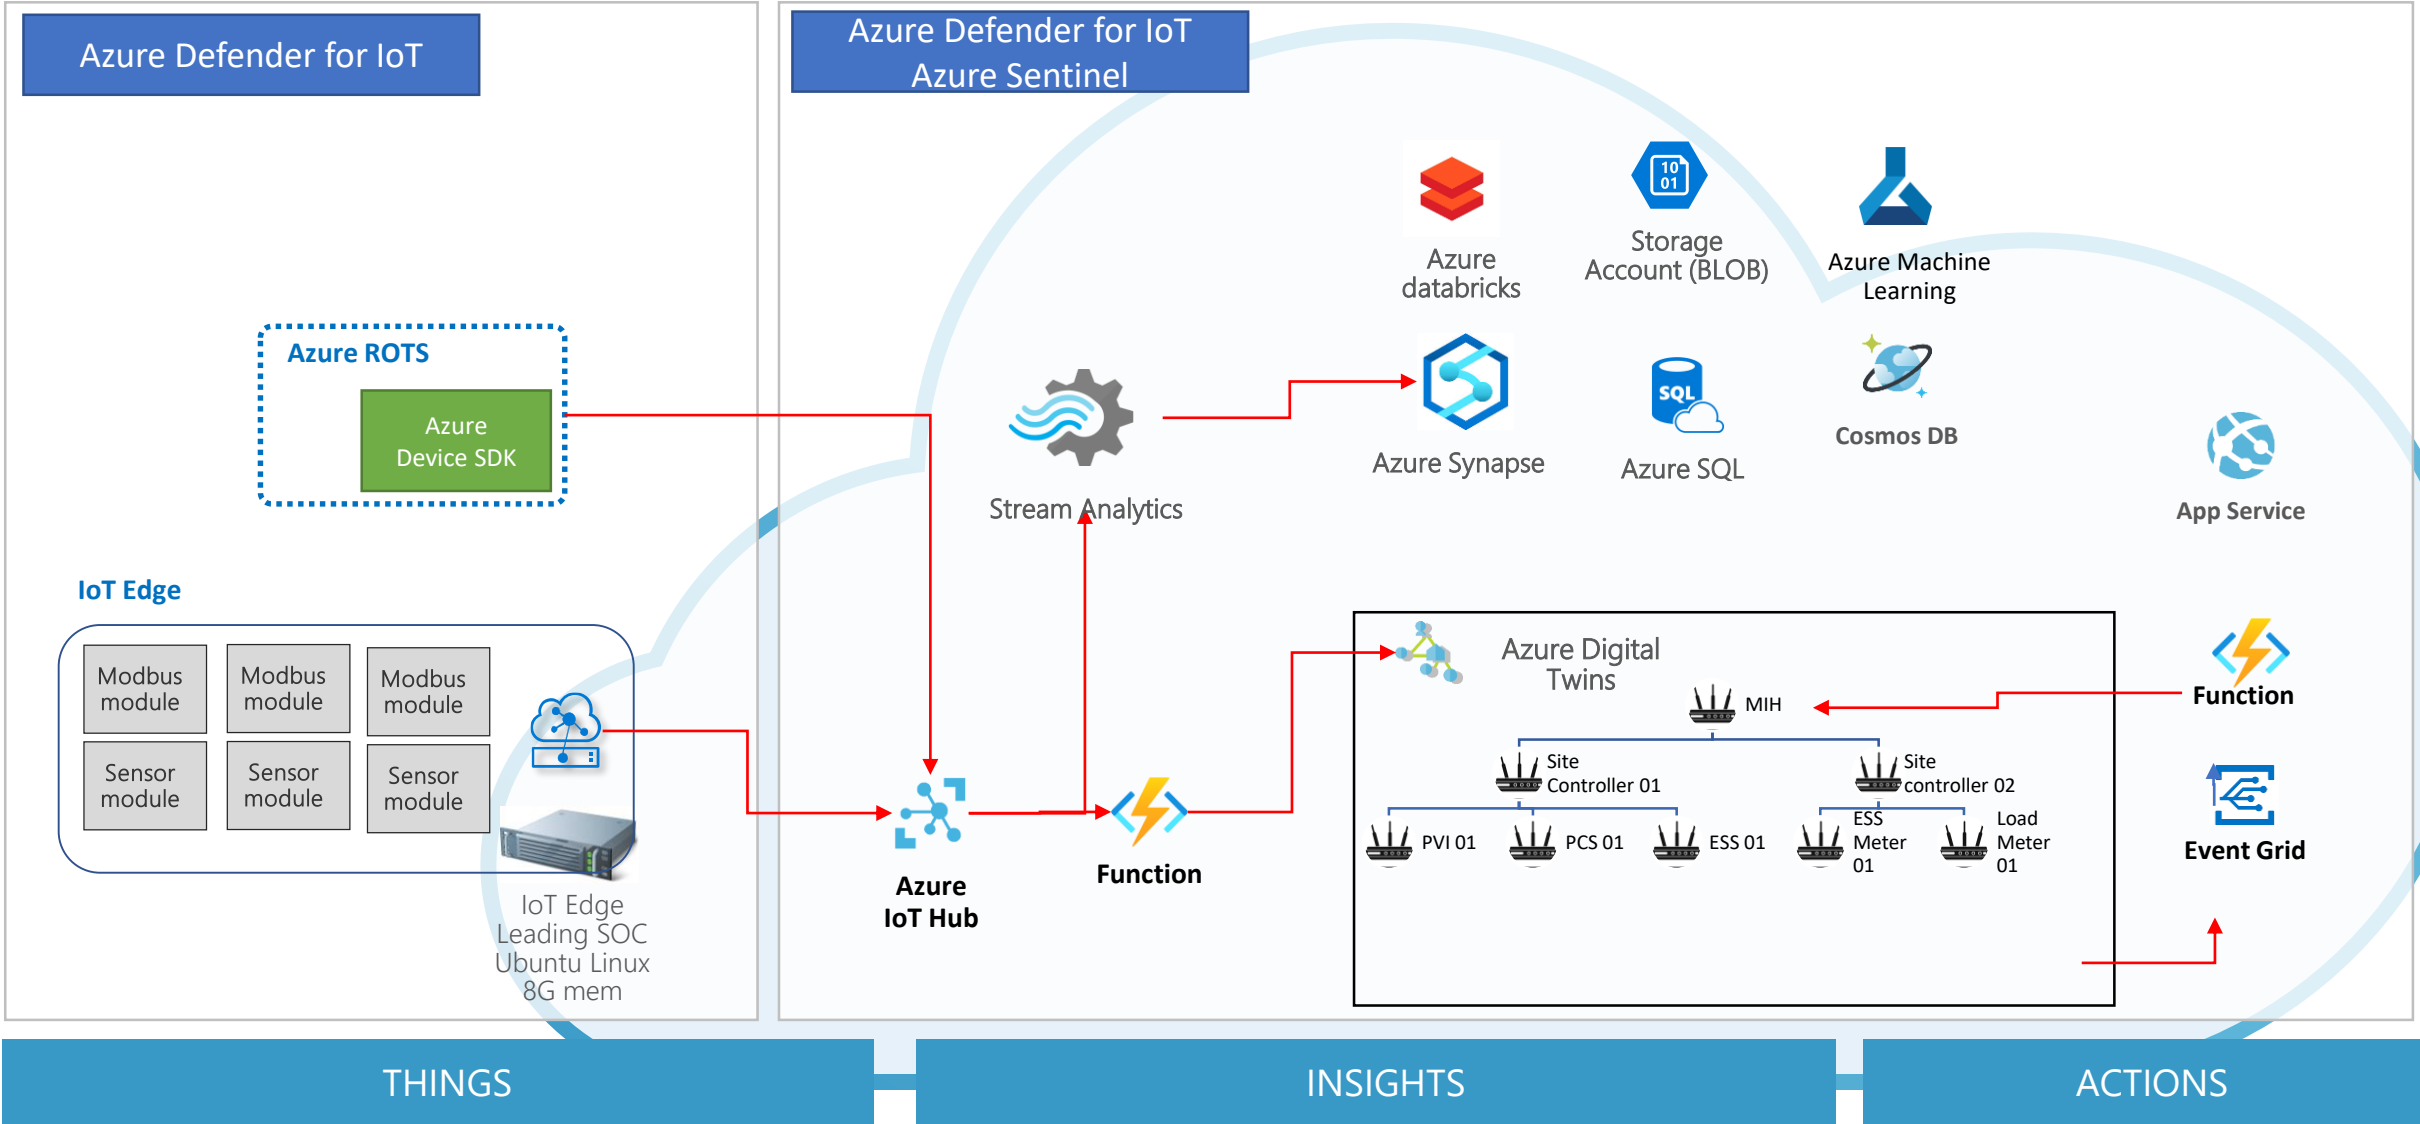 Azure Defender for IoT
Azure Defender for IoT
Azure Sentinel
Azure
databricks
10
01
Storage
Account (BLOB)
Azure Machine
Learning
Azure ROTS
Azure
Device SDK
Stream Analytics
Azure Synapse
SQL
Azure SQL
Cosmos DB
App Service
IoT Edge
Modbus
module
Modbus
module
Modbus
module
Sensor
module
Sensor
module
Sensor
module
IoT Edge
Leading SOC
Ubuntu Linux
8G mem
Azure
IoT Hub
Function
Azure Digital
Twins
MIH
Site
Controller 01
Site
controller 02
PVI 01
PCS 01
ESS 01
ESS
Meter
01
Load
Meter
01
Function
Event Grid
THINGS
INSIGHTS
ACTIONS